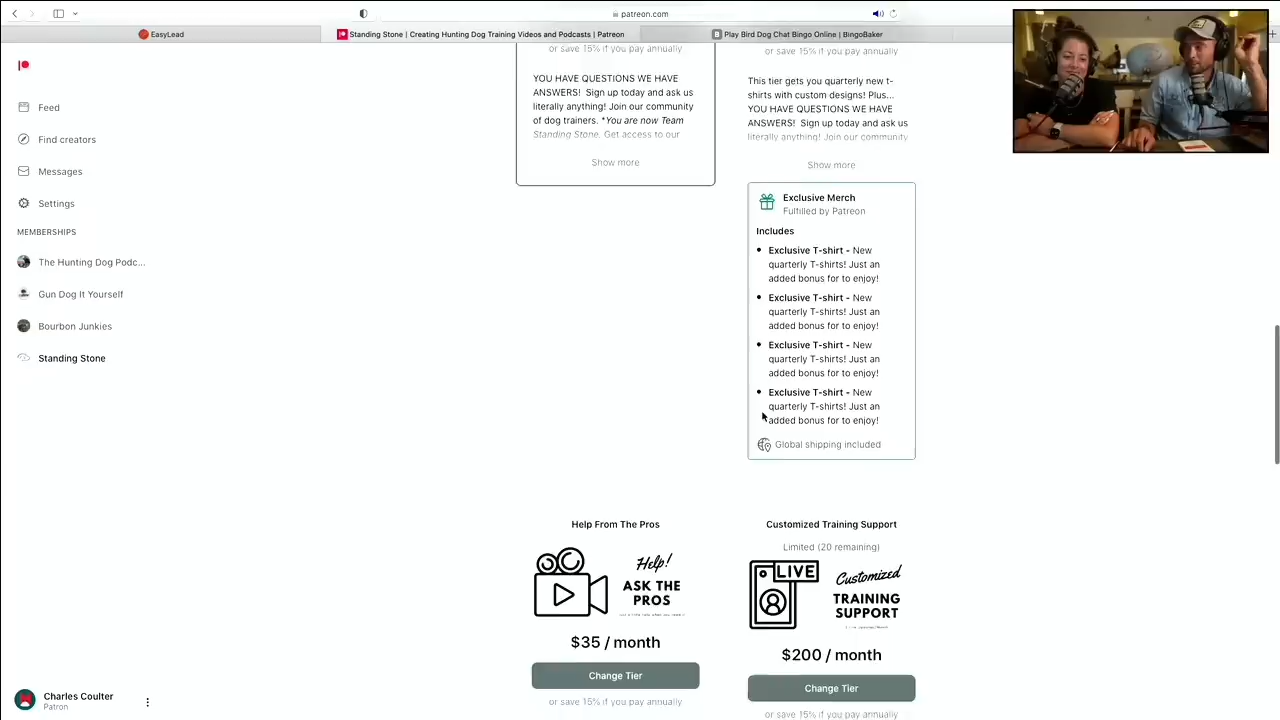 patreon.com
EasyLead
Standing Stone | Creating Hunting Dog Training Videos and Podcasts | Patreon
Play Bird Dog Chat Bingo Online | BingoBaker
Feed
Find creators
Messages
Settings
MEMBERSHIPS
The Hunting Dog Podc...
Gun Dog It Yourself
Bourbon Junkies
Standing Stone
Charles Coulter
Patron
or save 15% if you pay annually
YOU HAVE QUESTIONS WE HAVE
ANSWERS! Sign up today and ask us
literally anything! Join our community
of dog trainers. *You are now Team
Standing Stone. Get access to our
Show more
or save 15% if you pay annually
This tier gets you quarterly new t-
shirts with custom designs! Plus...
YOU HAVE QUESTIONS WE HAVE
ANSWERS! Sign up today and ask us
literally anything! Join our community
Show more
Exclusive Merch
Fulfilled by Patreon
Includes
• Exclusive T-shirt - New
quarterly T-shirts! Just an
added bonus for to enjoy!
• Exclusive T-shirt - New
quarterly T-shirts! Just an
added bonus for to enjoy!
• Exclusive T-shirt - New
quarterly T-shirts! Just an
added bonus for to enjoy!
• Exclusive T-shirt - New
quarterly T-shirts! Just an
added bonus for to enjoy!
Global shipping included
Help From The Pros
Help!
ASK THE
PROS
$35 / month
Change Tier
or save 15% if you pay annually
Customized Training Support
Limited (20 remaining)
LIVE
Customized
TRAINING
SUPPORT
$200 / month
Change Tier
or save 15% if you pay annually